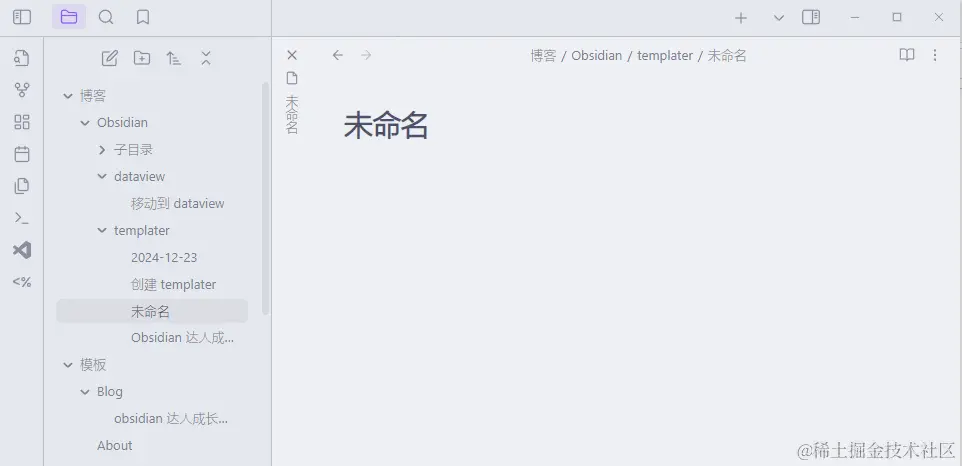 博客 / Obsidian / templater / 未命名
博客
Obsidian
子目录
dataview
移动到 dataview
templater
2024-12-23
创建 templater
未命名
Obsidian 达人成...
模板
Blog
obsidian 达人成长...
About
<%
未命名
未命名
@稀土掘金技术社区